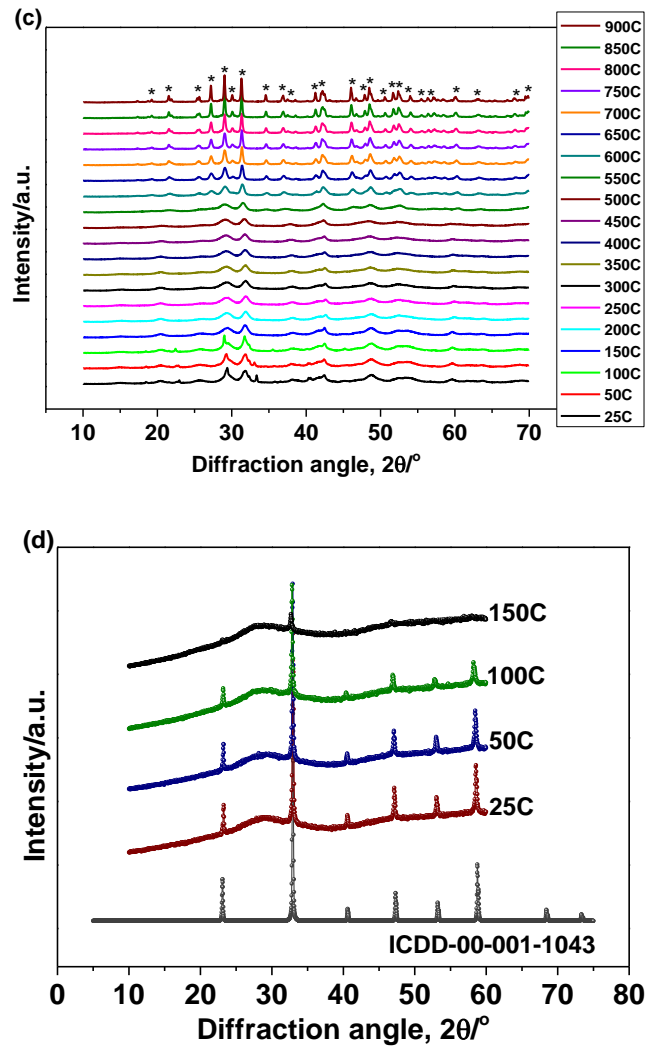 (c)
* * * * * * * * * * * * * * * * * * * * * *
Intensity/a.u.
10 20 30 40 50 60 70
Diffraction angle, 2θ/°
900C
850C
800C
750C
700C
650C
600C
550C
500C
450C
400C
350C
300C
250C
200C
150C
100C
50C
25C
(d)
Intensity/a.u.
150C
100C
50C
25C
ICDD-00-001-1043
0 10 20 30 40 50 60 70 80
Diffraction angle, 2θ/°